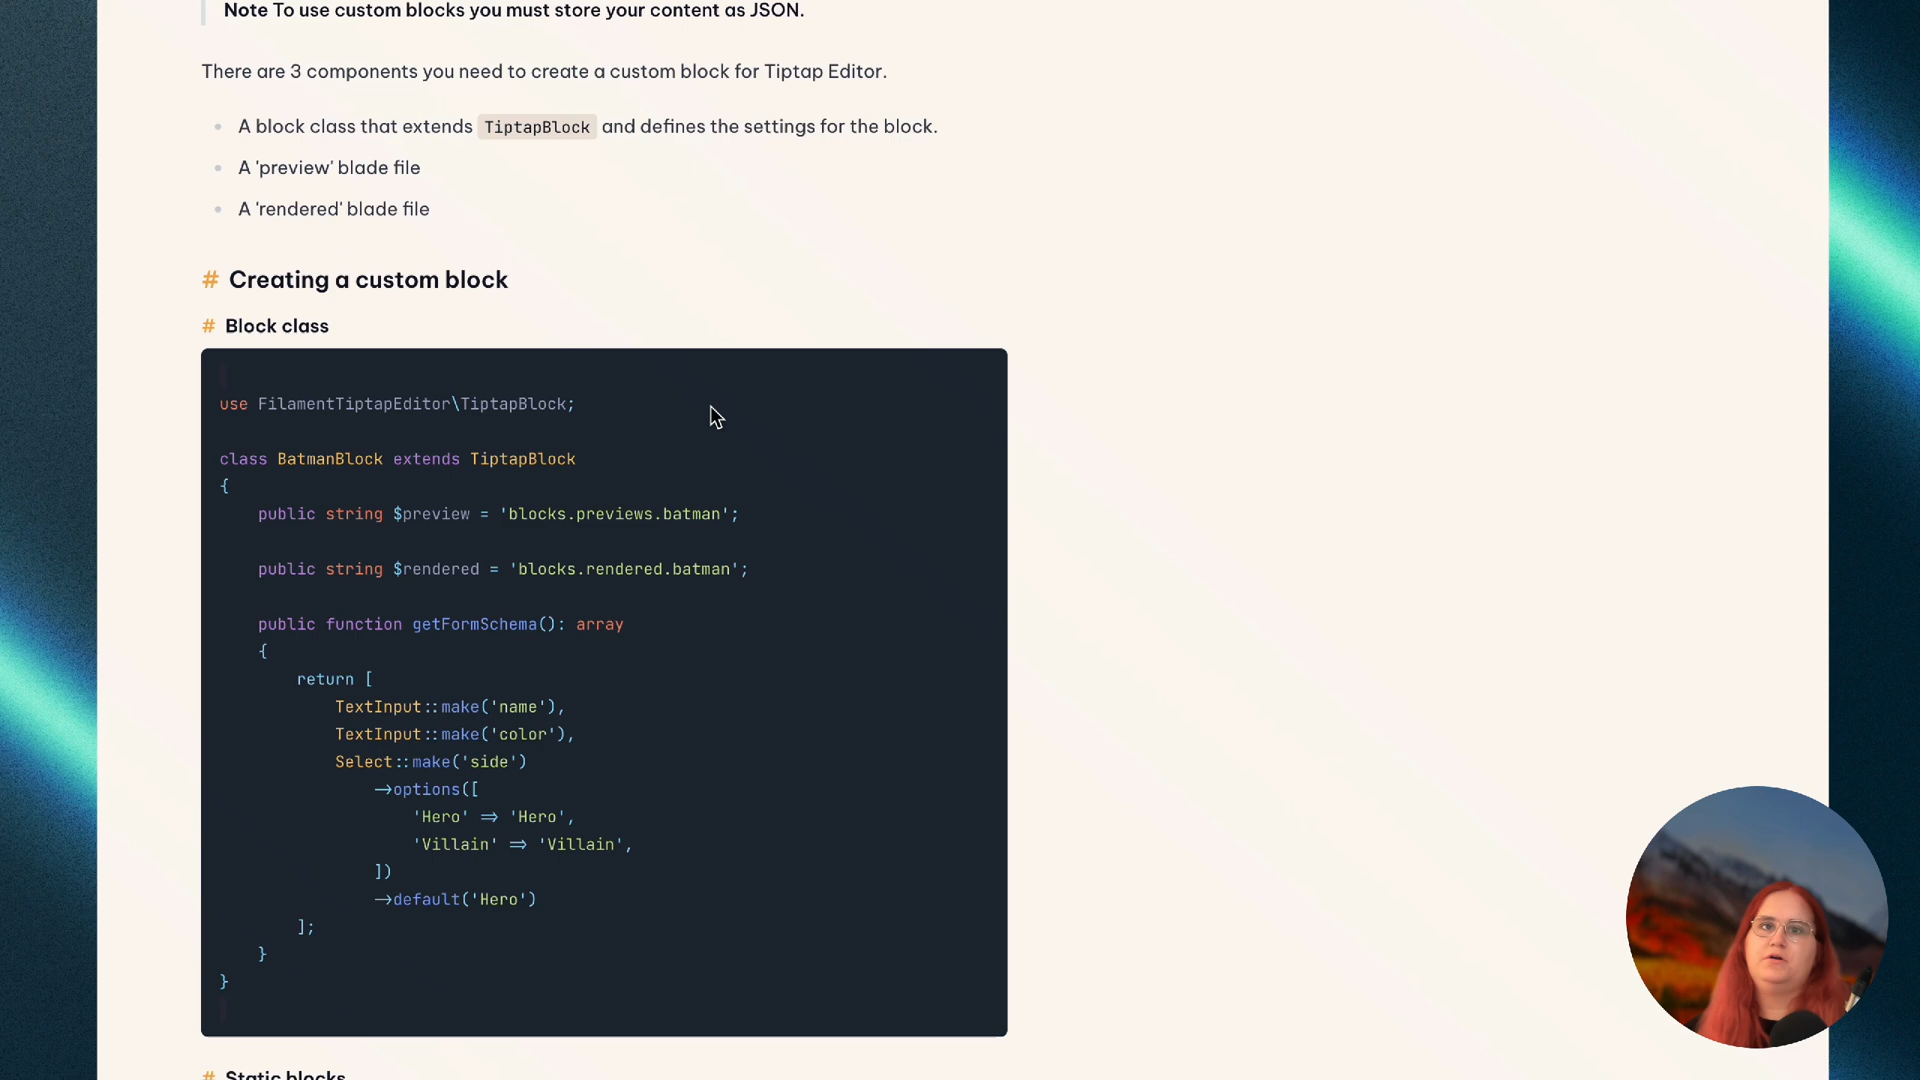 Note To use custom blocks you must store your content as JSON.
There are 3 components you need to create a custom block for Tiptap Editor.
A block class that extends TiptapBlock and defines the settings for the block.
A 'preview' blade file
A 'rendered' blade file
# Creating a custom block
# Block class
use FilamentTiptapEditor\TiptapBlock;
class BatmanBlock extends TiptapBlock
{
public string $preview = 'blocks.previews.batman';
public string $rendered = 'blocks.rendered.batman';
public function getFormSchema(): array
{
return [
TextInput::make('name'),
TextInput::make('color'),
Select::make('side')
->options([
'Hero' => 'Hero',
'Villain' => 'Villain',
])
->default('Hero')
];
}
}
# Static blocks